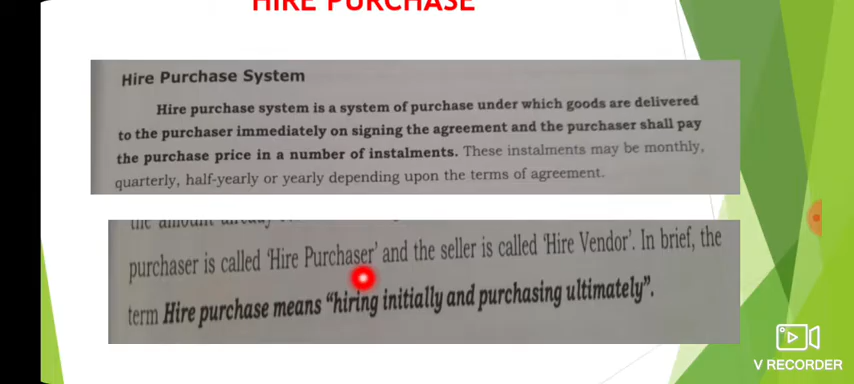 HIRE PURCHASE
Hire Purchase System
Hire purchase system is a system of purchase under which goods are delivered
to the purchaser immediately on signing the agreement and the purchaser shall pay
the purchase price in a number of instalments. These instalments may be monthly,
quarterly, half-yearly or yearly depending upon the terms of agreement.
the amount already
purchaser is called ‘Hire Purchaser’ and the seller is called ‘Hire Vendor’. In brief, the
term Hire purchase means “hiring initially and purchasing ultimately”.
V RECORDER